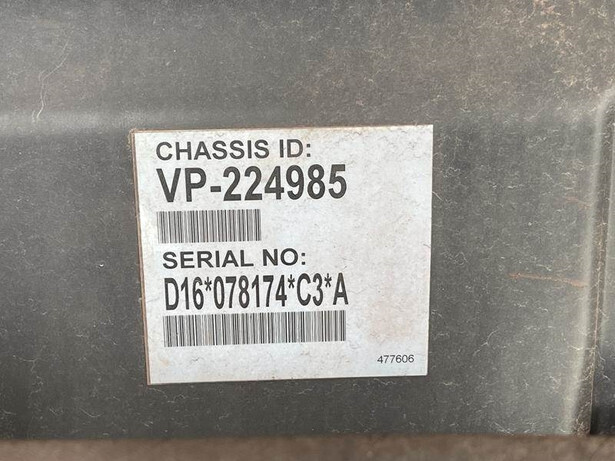 CHASSIS ID:
VP-224985
SERIAL NO:
D16*078174*C3*A
477606